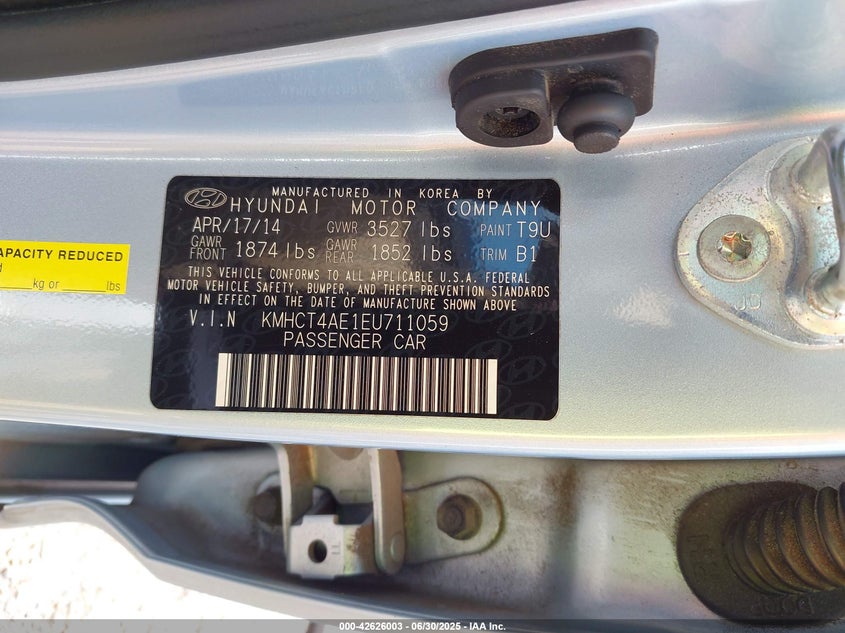 MANUFACTURED IN KOREA BY
HYUNDAI MOTOR COMPANY
APR/17/14 GVWR 3527 lbs PAINT T9U
GAWR FRONT 1874 lbs GAWR REAR 1852 lbs TRIM B1
THIS VEHICLE CONFORMS TO ALL APPLICABLE U.S.A. FEDERAL
MOTOR VEHICLE SAFETY, BUMPER, AND THEFT PREVENTION STANDARDS
IN EFFECT ON THE DATE OF MANUFACTURE SHOWN ABOVE
V.I.N KMHCT4AE1EU711059
PASSENGER CAR
CAPACITY REDUCED
kg or lbs
JD
000-42626003 - 06/30/2025 - IAA Inc.